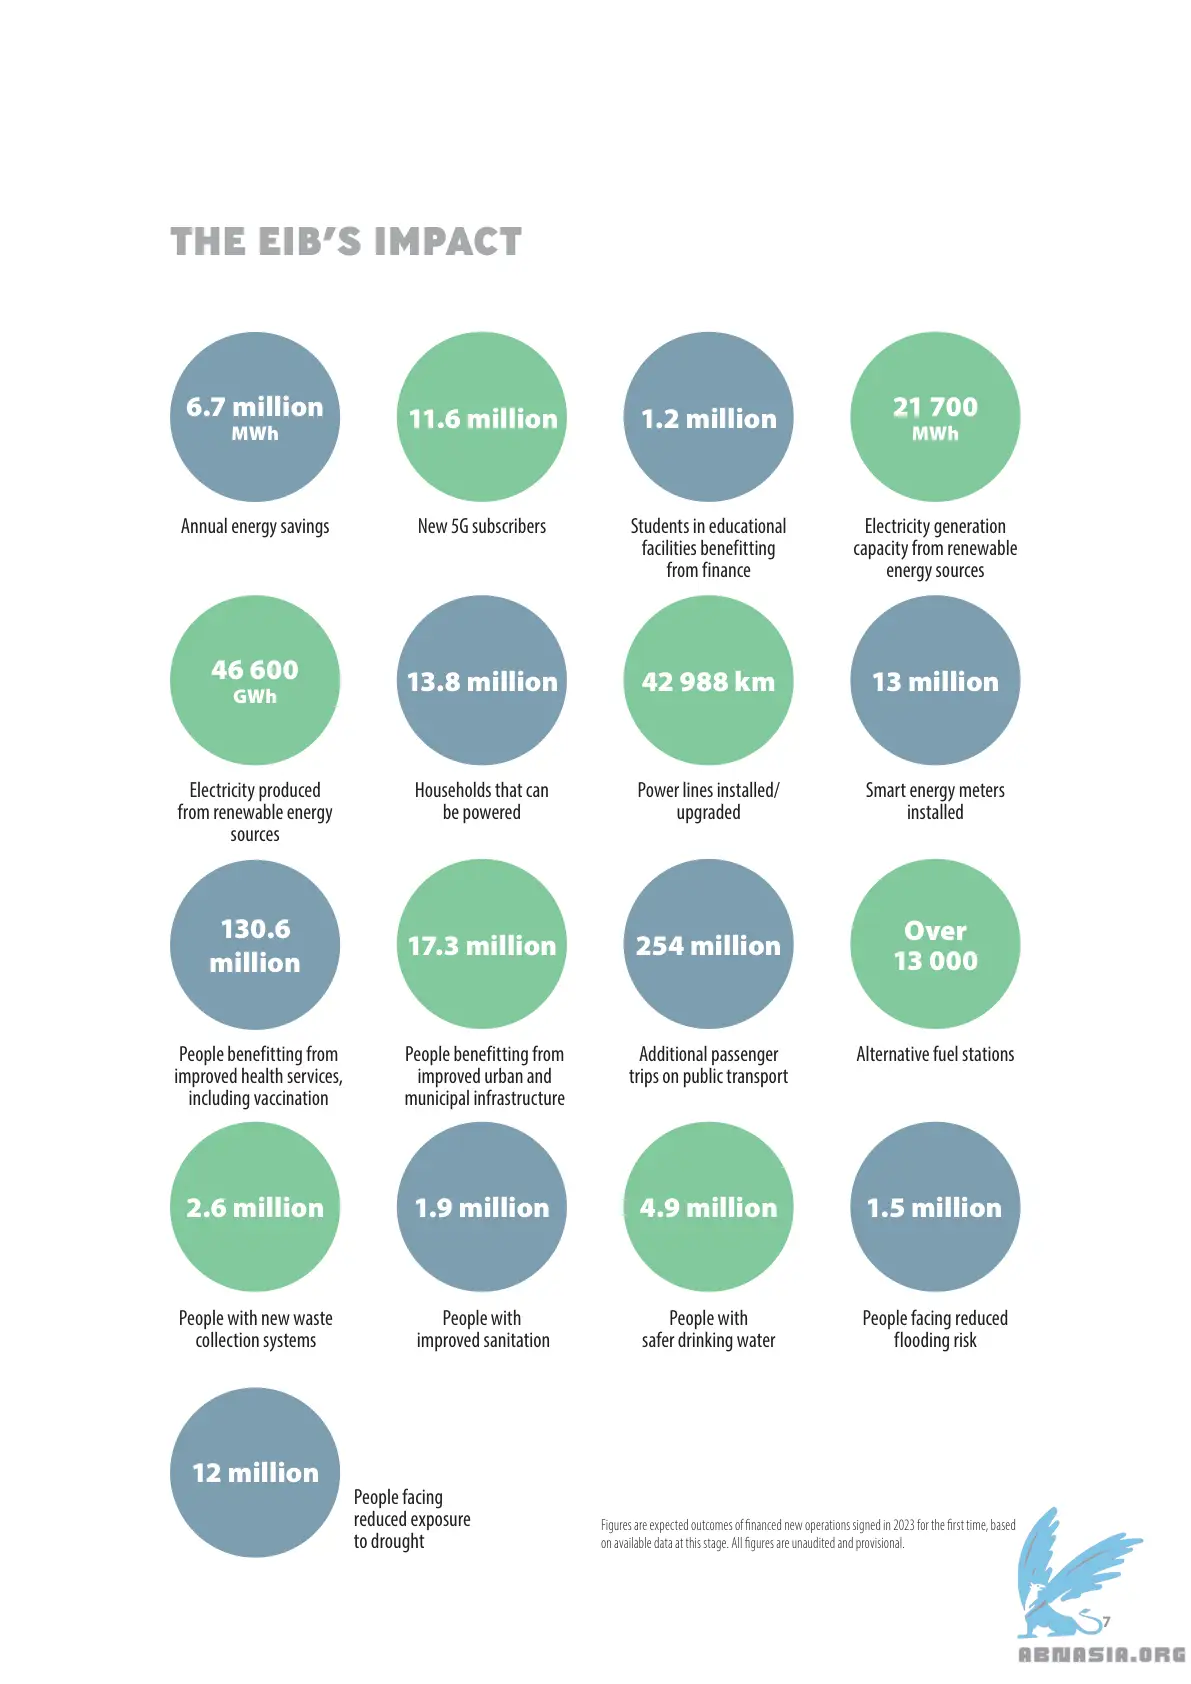 THE EIB'S IMPACT
6.7 million
MWh
Annual energy savings
11.6 million
New 5G subscribers
1.2 million
Students in educational
facilities benefitting
from finance
21 700
MWh
Electricity generation
capacity from renewable
energy sources
46 600
GWh
Electricity produced
from renewable energy
sources
13.8 million
Households that can
be powered
42 988 km
Power lines installed/
upgraded
13 million
Smart energy meters
installed
130.6
million
People benefitting from
improved health services,
including vaccination
17.3 million
People benefitting from
improved urban and
municipal infrastructure
254 million
Additional passenger
trips on public transport
Over
13 000
Alternative fuel stations
2.6 million
People with new waste
collection systems
1.9 million
People with
improved sanitation
4.9 million
People with
safer drinking water
1.5 million
People facing reduced
flooding risk
12 million
People facing
reduced exposure
to drought
Figures are expected outcomes of financed new operations signed in 2023 for the first time, based
on available data at this stage. All figures are unaudited and provisional.
7
ABNASIA.ORG